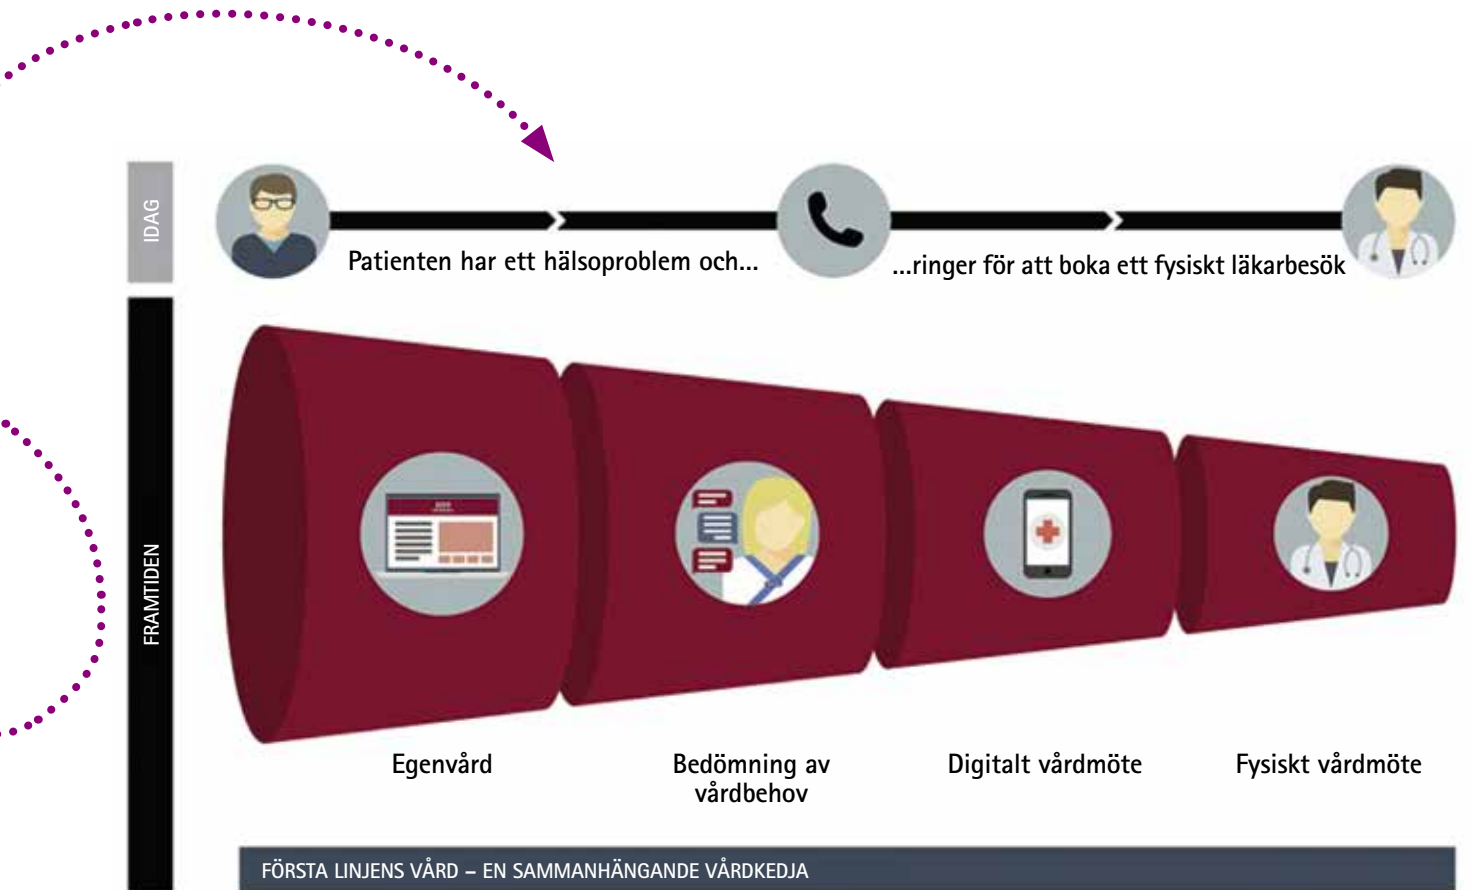 IDAG
Patienten har ett hälsoproblem och...
...ringer för att boka ett fysiskt läkarbesök
FRAMTIDEN
Egenvård
Bedömning av
vårdbehov
Digitalt vårdmöte
Fysiskt vårdmöte
FÖRSTA LINJENS VÅRD – EN SAMMANHÄNGANDE VÅRDKEDJA